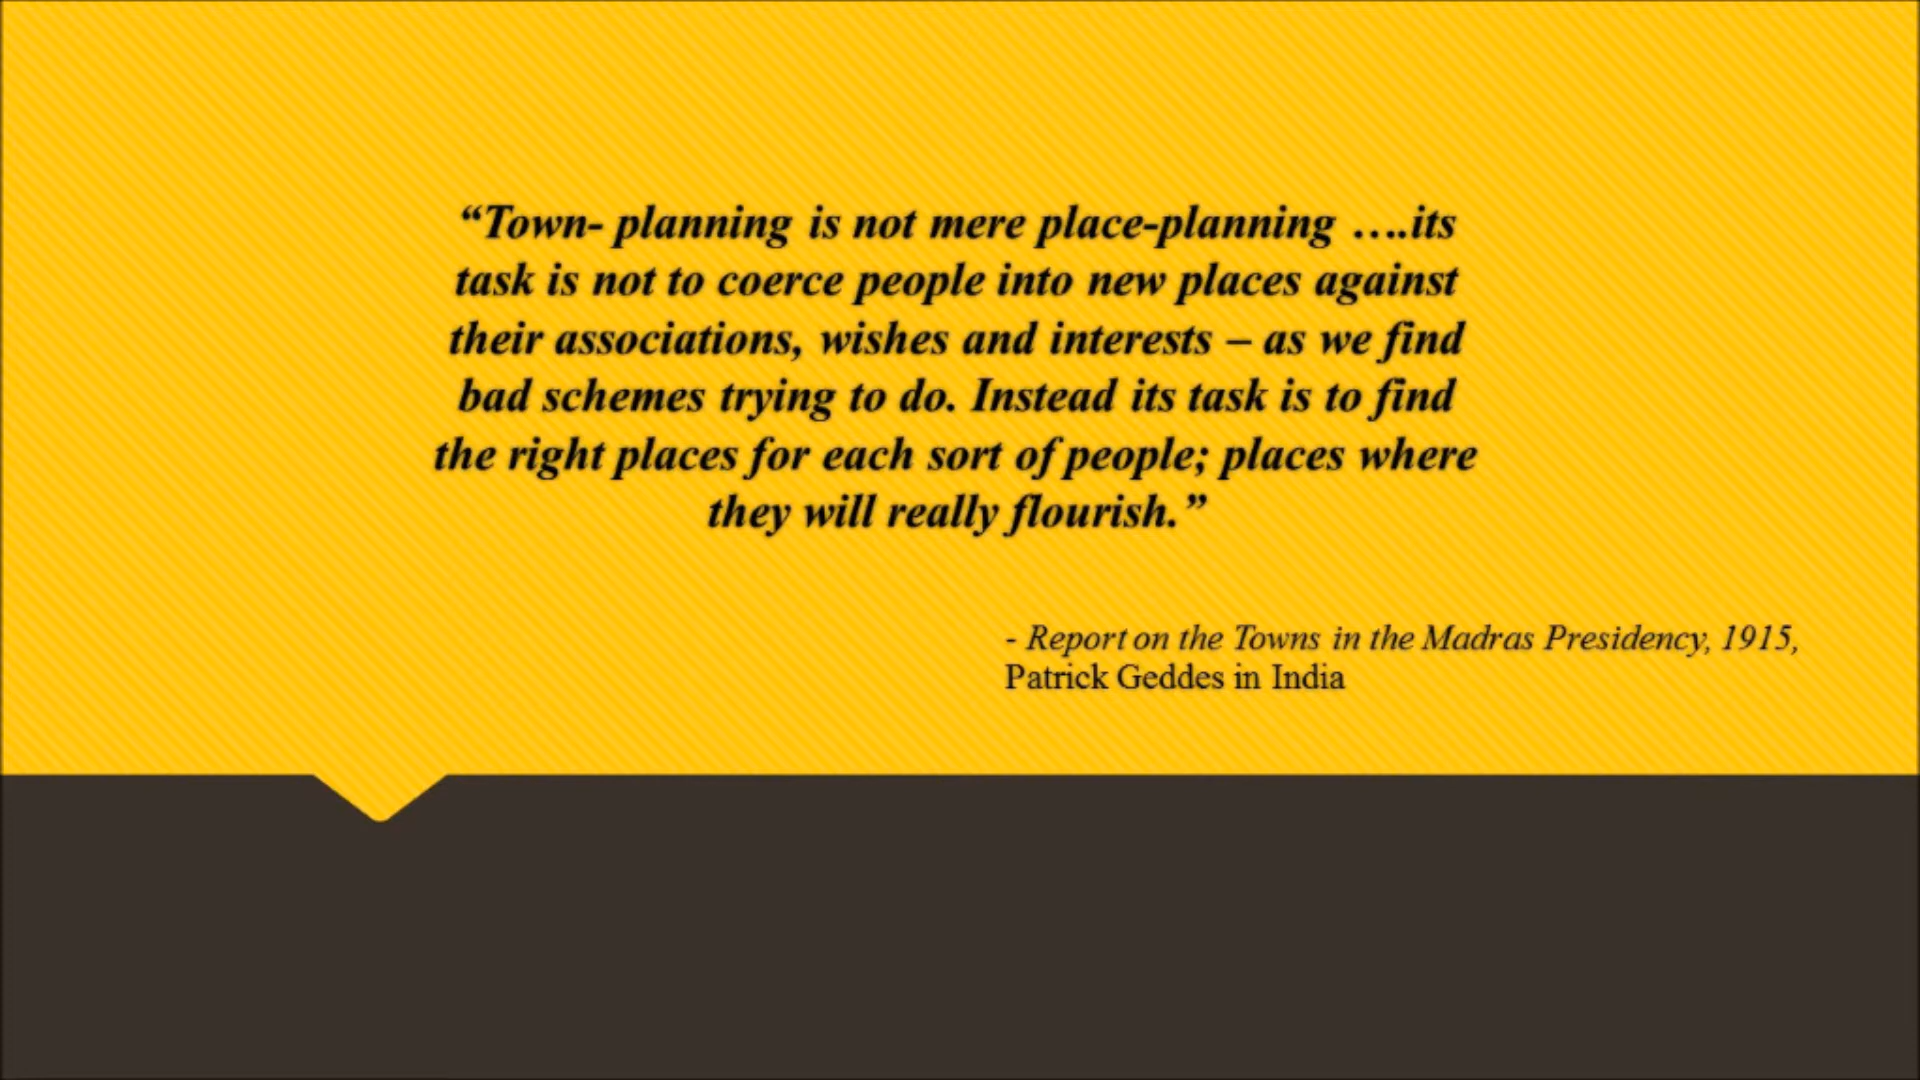 “Town- planning is not mere place-planning ….its
task is not to coerce people into new places against
their associations, wishes and interests – as we find
bad schemes trying to do. Instead its task is to find
the right places for each sort of people; places where
they will really flourish.”
- Report on the Towns in the Madras Presidency, 1915,
Patrick Geddes in India